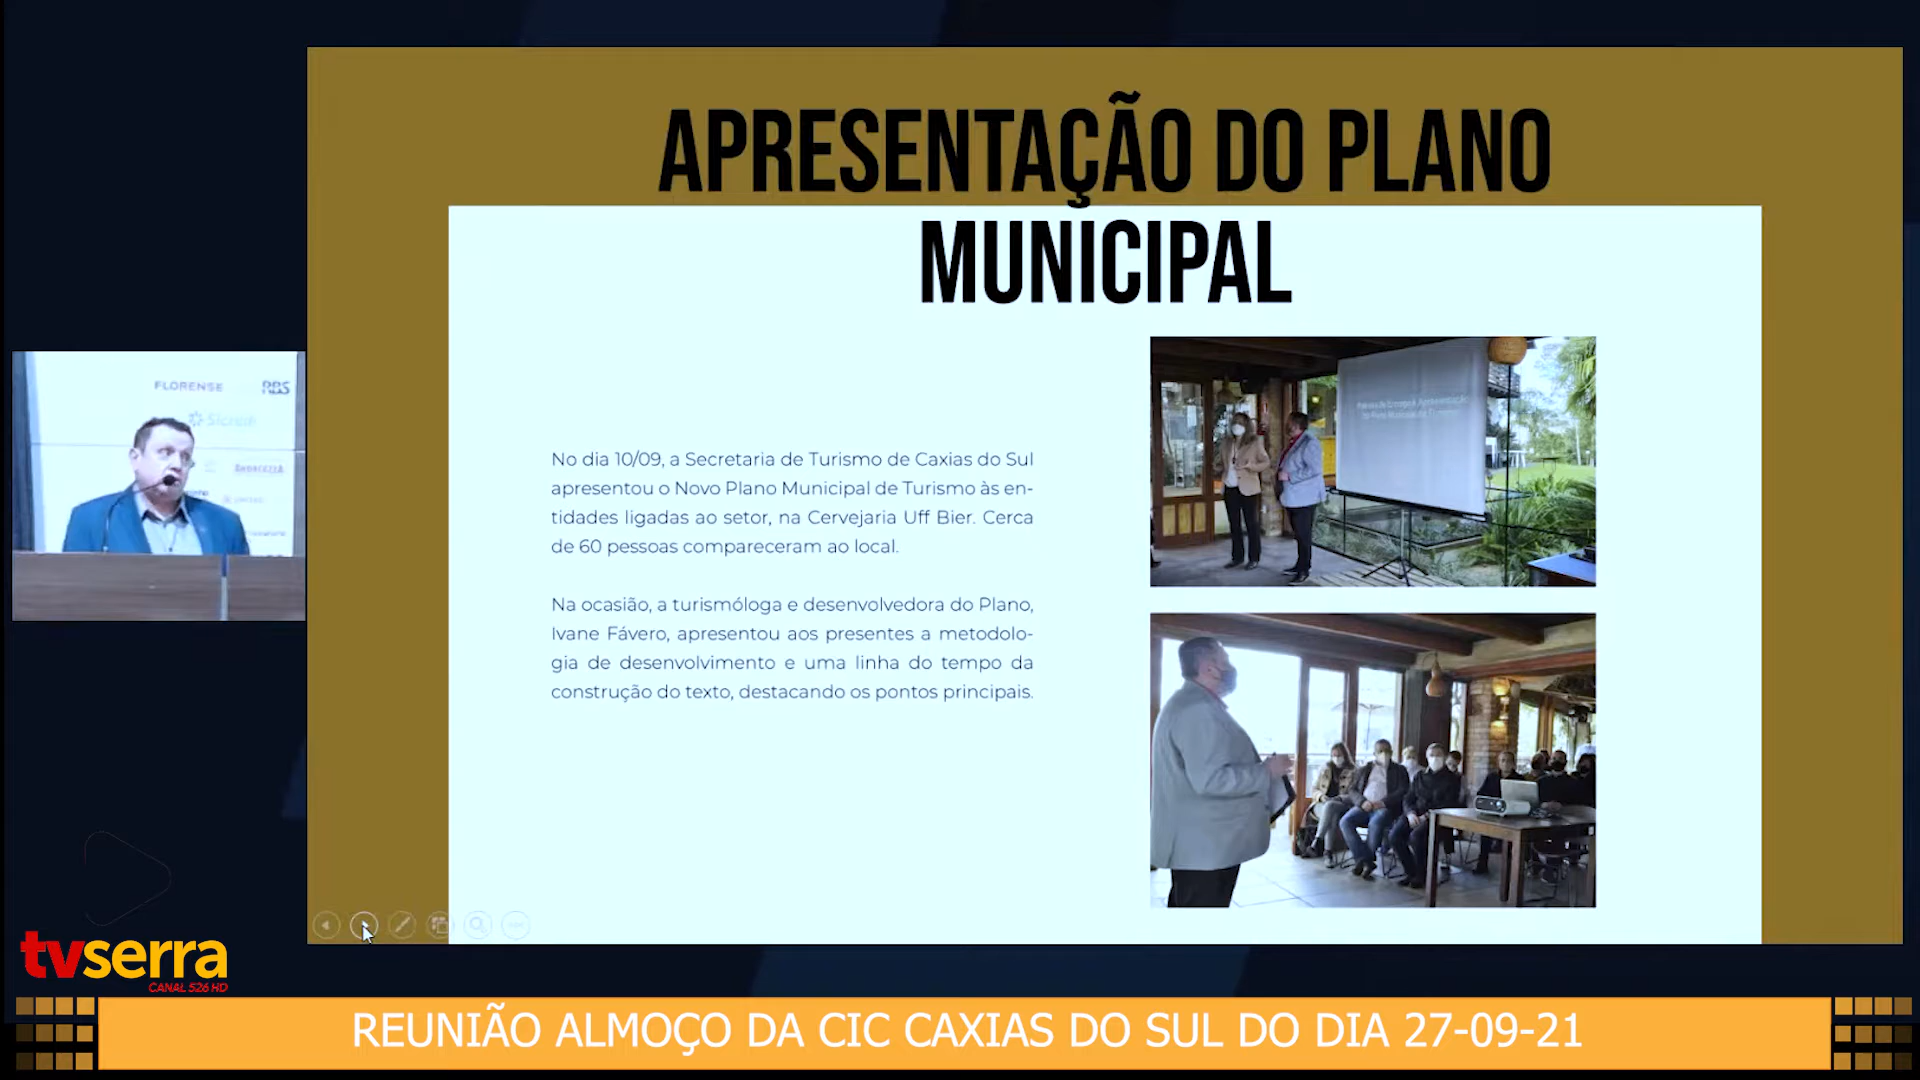 APRESENTAÇÃO DO PLANO
MUNICIPAL
FLORENSE
RBS
Sicredi
No dia 10/09, a Secretaria de Turismo de Caxias do Sul
apresentou o Novo Plano Municipal de Turismo às en-
tidades ligadas ao setor, na Cervejaria Uff Bier. Cerca
de 60 pessoas compareceram ao local.
Na ocasião, a turismóloga e desenvolvedora do Plano,
Ivane Fávero, apresentou aos presentes a metodolo-
gia de desenvolvimento e uma linha do tempo da
construção do texto, destacando os pontos principais.
tvserra
CANAL 526 HD
REUNIÃO ALMOÇO DA CIC CAXIAS DO SUL DO DIA 27-09-21